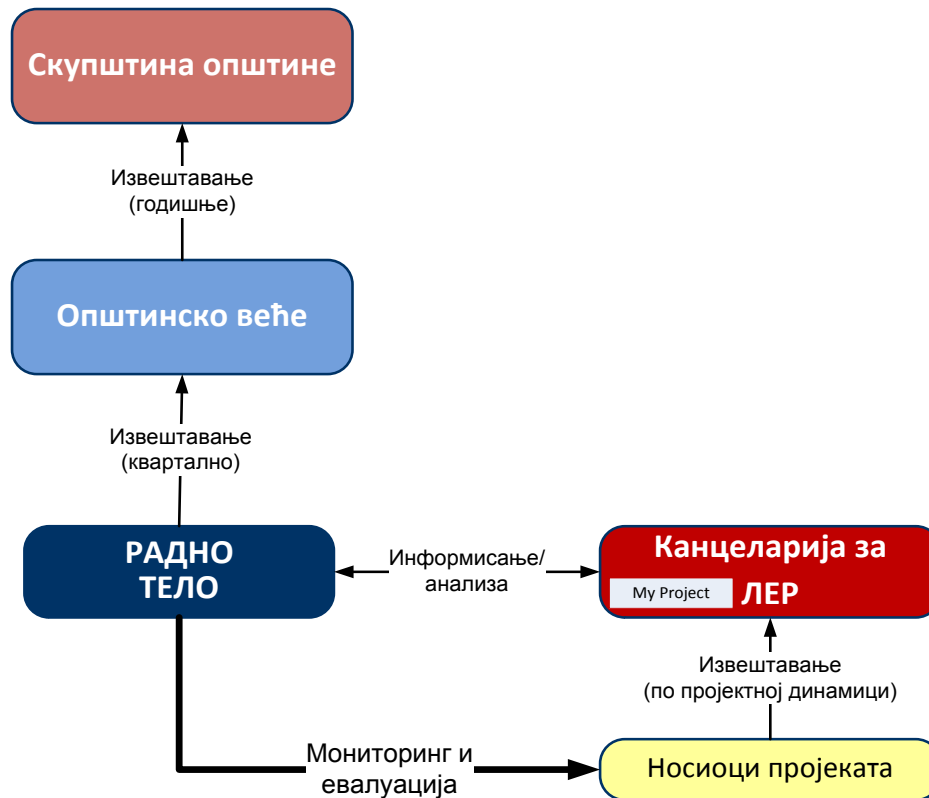 Скупштина општине
Извештавање
(годишње)
Општинско веће
Извештавање
(квартално)
РАДНО
ТЕЛО
Информисање/
анализа
Канцеларија за
My Project ЛЕР
Извештавање
(по пројектној динамици)
Мониторинг и
евалуација
Носиоци пројеката